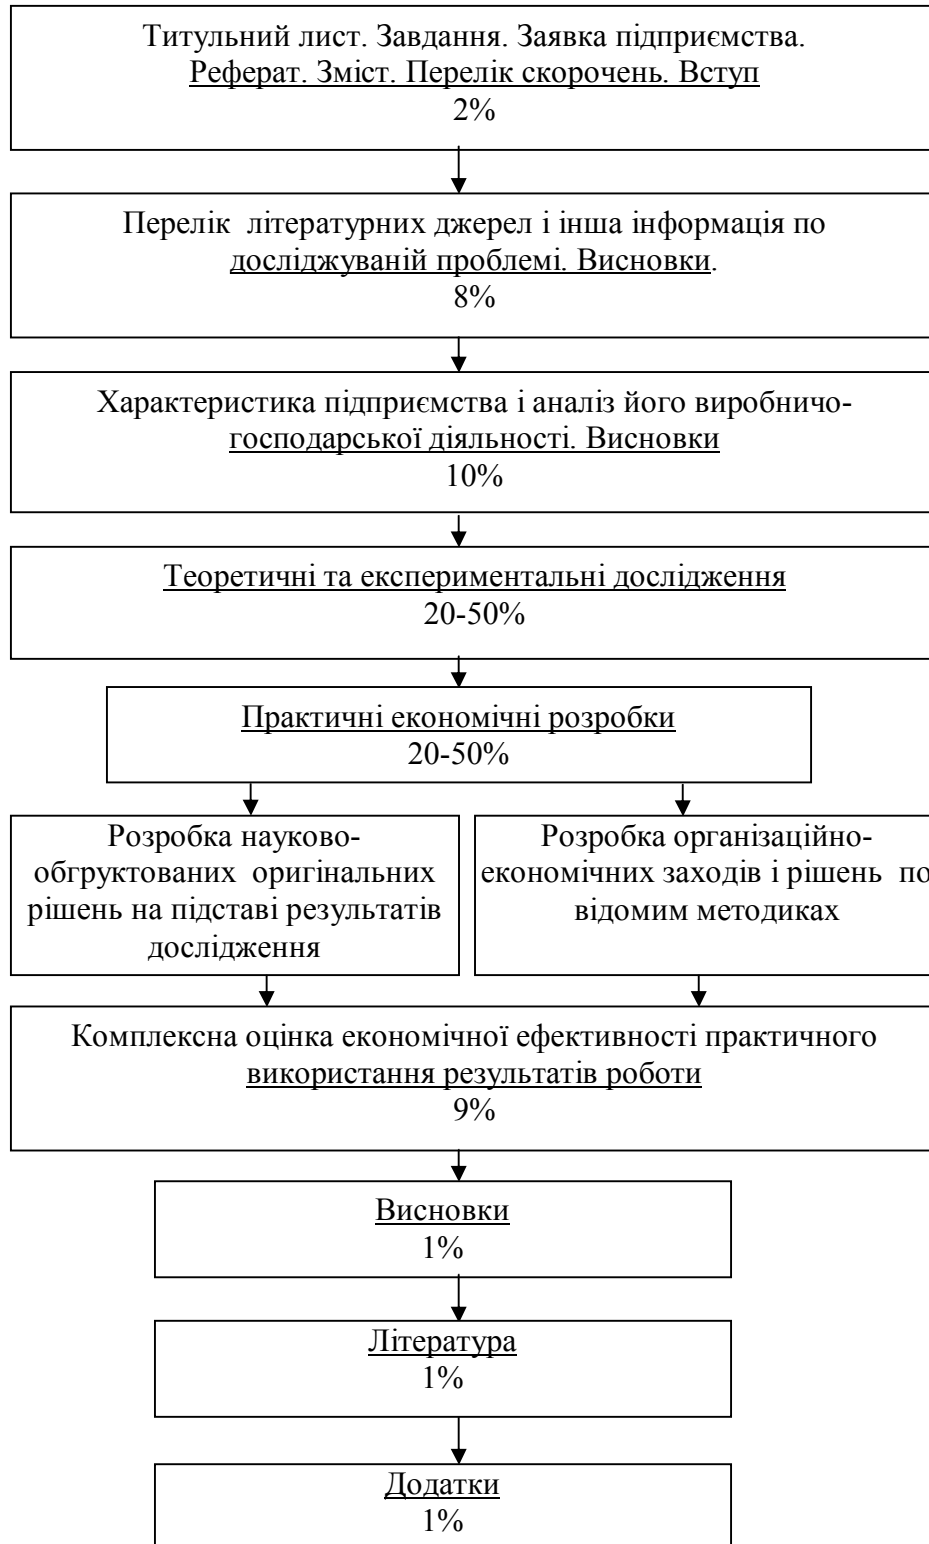 Титульний лист. Завдання. Заявка підприємства.
Реферат. Зміст. Перелік скорочень. Вступ
2%
Перелік літературних джерел і інша інформація по
досліджуваній проблемі. Висновки.
8%
Характеристика підприємства і аналіз його виробничо-
господарської діяльності. Висновки
10%
Теоретичні та експериментальні дослідження
20-50%
Практичні економічні розробки
20-50%
Розробка науково-
обгруктованих оригінальних
рішень на підставі результатів
дослідження
Розробка організаційно-
економічних заходів і рішень по
відомим методиках
Комплексна оцінка економічної ефективності практичного
використання результатів роботи
9%
Висновки
1%
Література
1%
Додатки
1%